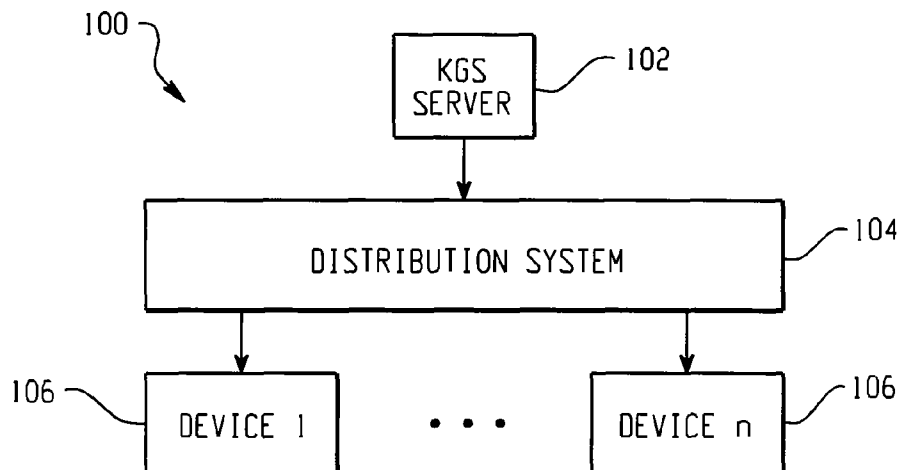 100
KGS
SERVER
102
DISTRIBUTION SYSTEM
104
106
DEVICE 1
• • •
DEVICE n
106